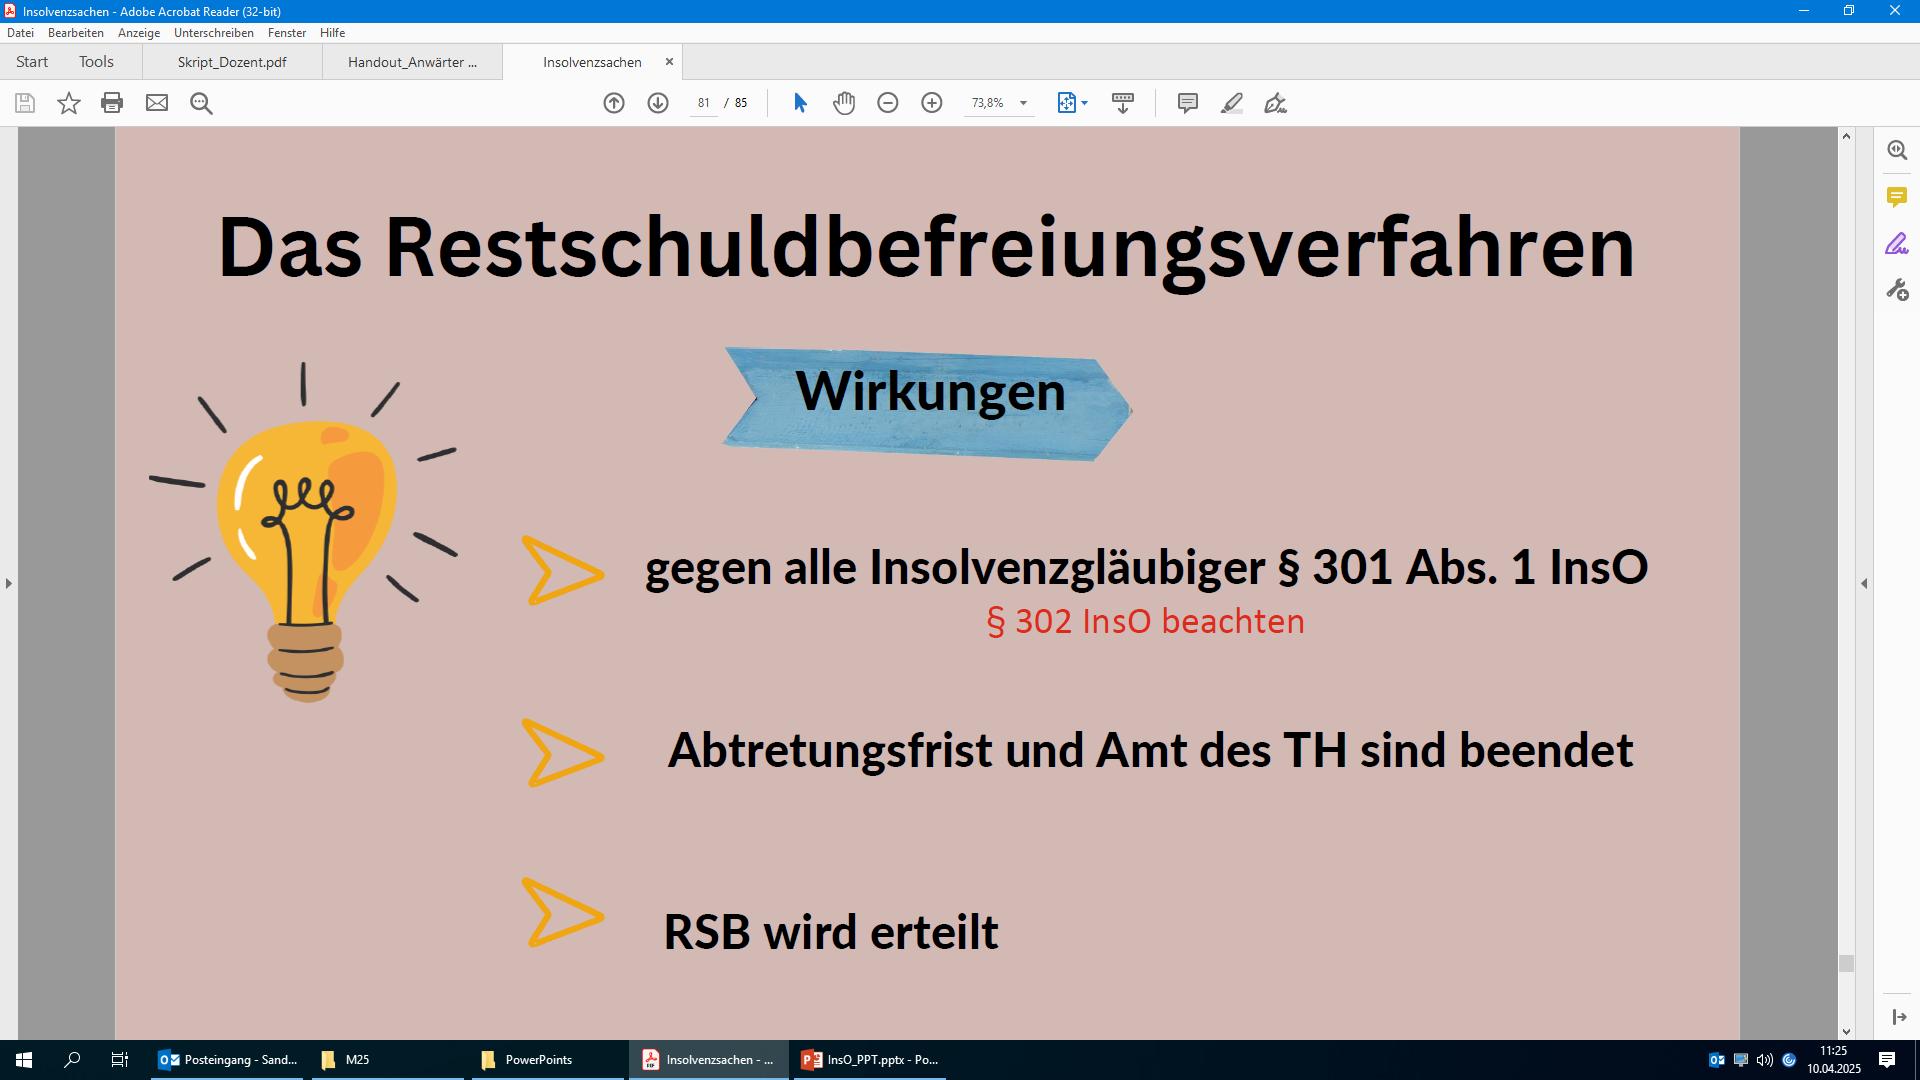 Insolvenzsachen - Adobe Acrobat Reader (32-bit)
Datei Bearbeiten Anzeige Unterschreiben Fenster Hilfe
Start Tools Skript_Dozent.pdf Handout_Anwärter ... Insolvenzsachen ×
81 / 85 73,8%
Das Restschuldbefreiungsverfahren
Wirkungen
gegen alle Insolvenzgläubiger § 301 Abs. 1 InsO
§ 302 InsO beachten
Abtretungsfrist und Amt des TH sind beendet
RSB wird erteilt
Posteingang - Sand... M25 PowerPoints Insolvenzsachen - ... InsO_PPT.pptx - Po... 11:25
10.04.2025